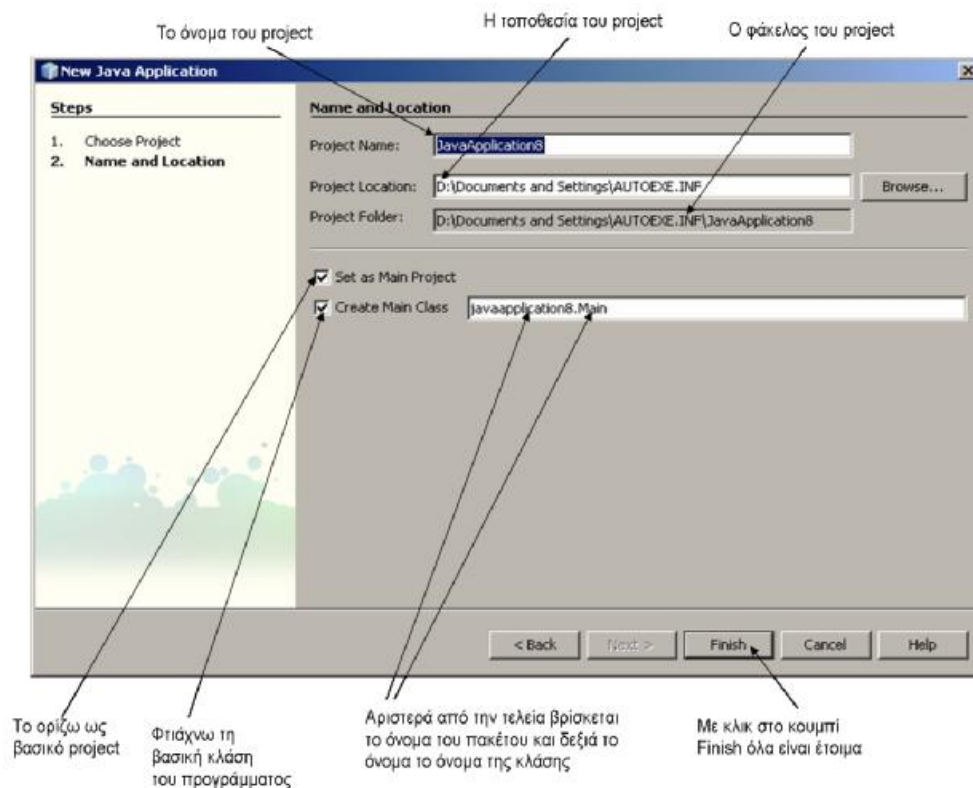 Το όνομα του project
Η τοποθεσία του project
Ο φάκελος του project
New Java Application
Steps
1. Choose Project
2. Name and Location
Name and Location
Project Name: JavaApplication8
Project Location: D:\Documents and Settings\AUTOEXE.INF Browse...
Project Folder: D:\Documents and Settings\AUTOEXE.INF\JavaApplication8
Set as Main Project
Create Main Class javaapplication8.Main
< Back Next > Finish Cancel Help
Το ορίζω ως
βασικό project
Φτιάχνω τη
βασική κλάση
του προγράμματος
Αριστερά από την τελεία βρίσκεται
το όνομα του πακέτου και δεξιά το
όνομα το όνομα της κλάσης
Με κλικ στο κουμπί
Finish όλα είναι έτοιμα